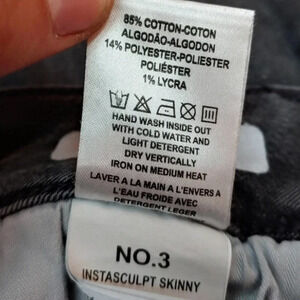 85% COTTON-COTON
ALGODÃO-ALGODON
14% POLYESTER-POLIESTER
POLIÉSTER
1% LYCRA
HAND WASH INSIDE OUT
WITH COLD WATER AND
LIGHT DETERGENT
DRY VERTICALLY
IRON ON MEDIUM HEAT
LAVER A LA MAIN A L'ENVERS A
L'EAU FROIDE AVEC
DETERGENT LEGER
NO.3
INSTASCULPT SKINNY